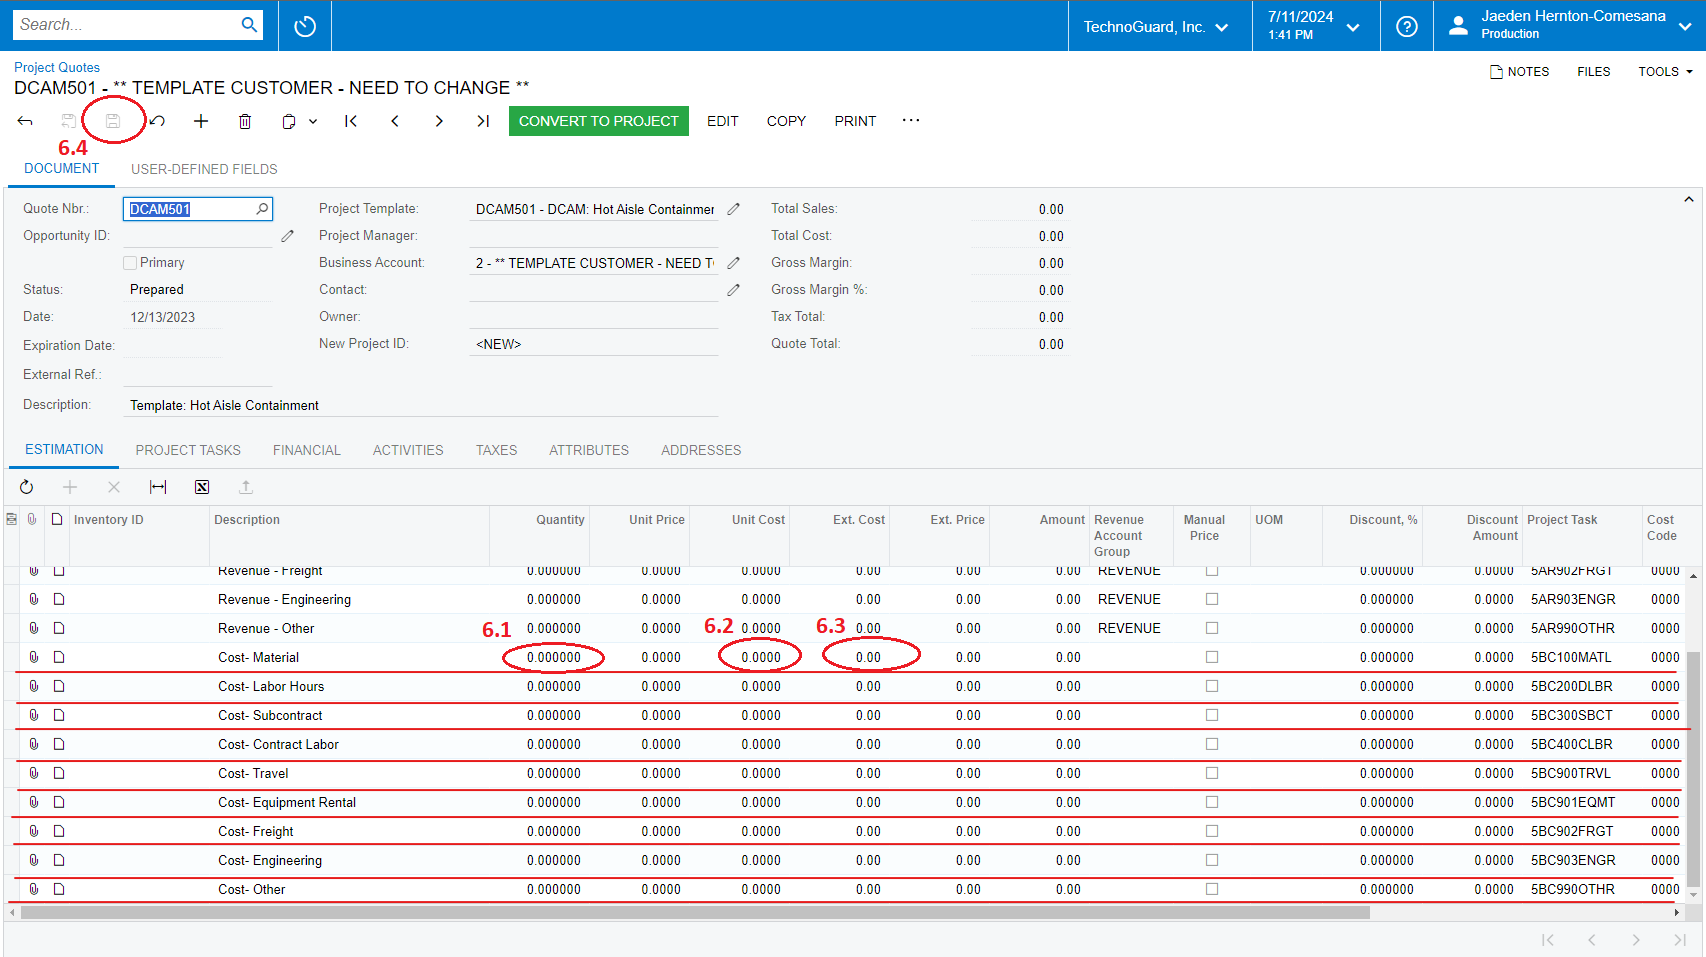 Search...
TechnoGuard, Inc.
7/11/2024
1:41 PM
Jaeden Hernton-Comesana
Production
Project Quotes
DCAM501 - ** TEMPLATE CUSTOMER - NEED TO CHANGE **
NOTES FILES TOOLS
CONVERT TO PROJECT EDIT COPY PRINT ...
6.4
DOCUMENT USER-DEFINED FIELDS
Quote Nbr.: DCAM501 Project Template: DCAM501 - DCAM: Hot Aisle Containmer Total Sales: 0.00
Opportunity ID: Project Manager: Total Cost: 0.00
Primary Business Account: 2 - ** TEMPLATE CUSTOMER - NEED T Gross Margin: 0.00
Status: Prepared Contact: Gross Margin %: 0.00
Date: 12/13/2023 Owner: Tax Total: 0.00
Expiration Date: New Project ID: <NEW> Quote Total: 0.00
External Ref.:
Description: Template: Hot Aisle Containment
ESTIMATION PROJECT TASKS FINANCIAL ACTIVITIES TAXES ATTRIBUTES ADDRESSES
Inventory ID Description Quantity Unit Price Unit Cost Ext. Cost Ext. Price Amount Revenue Account Group Manual Price UOM Discount, % Discount Amount Project Task Cost Code
Revenue - Freight 0.000000 0.0000 0.0000 0.00 0.00 0.00 REVENUE 0.000000 0.0000 5AR902FRGT 0000
Revenue - Engineering 0.000000 0.0000 0.0000 0.00 0.00 0.00 REVENUE 0.000000 0.0000 5AR903ENGR 0000
Revenue - Other 6.1 0.000000 0.0000 6.2 0.0000 6.3 0.00 0.00 0.00 REVENUE 0.000000 0.0000 5AR990OTHR 0000
Cost- Material 0.000000 0.0000 0.0000 0.00 0.00 0.00 0.000000 0.0000 5BC100MATL 0000
Cost- Labor Hours 0.000000 0.0000 0.0000 0.00 0.00 0.00 0.000000 0.0000 5BC200DLBR 0000
Cost- Subcontract 0.000000 0.0000 0.0000 0.00 0.00 0.00 0.000000 0.0000 5BC300SBCT 0000
Cost- Contract Labor 0.000000 0.0000 0.0000 0.00 0.00 0.00 0.000000 0.0000 5BC400CLBR 0000
Cost- Travel 0.000000 0.0000 0.0000 0.00 0.00 0.00 0.000000 0.0000 5BC900TRVL 0000
Cost- Equipment Rental 0.000000 0.0000 0.0000 0.00 0.00 0.00 0.000000 0.0000 5BC901EQMT 0000
Cost- Freight 0.000000 0.0000 0.0000 0.00 0.00 0.00 0.000000 0.0000 5BC902FRGT 0000
Cost- Engineering 0.000000 0.0000 0.0000 0.00 0.00 0.00 0.000000 0.0000 5BC903ENGR 0000
Cost- Other 0.000000 0.0000 0.0000 0.00 0.00 0.00 0.000000 0.0000 5BC990OTHR 0000